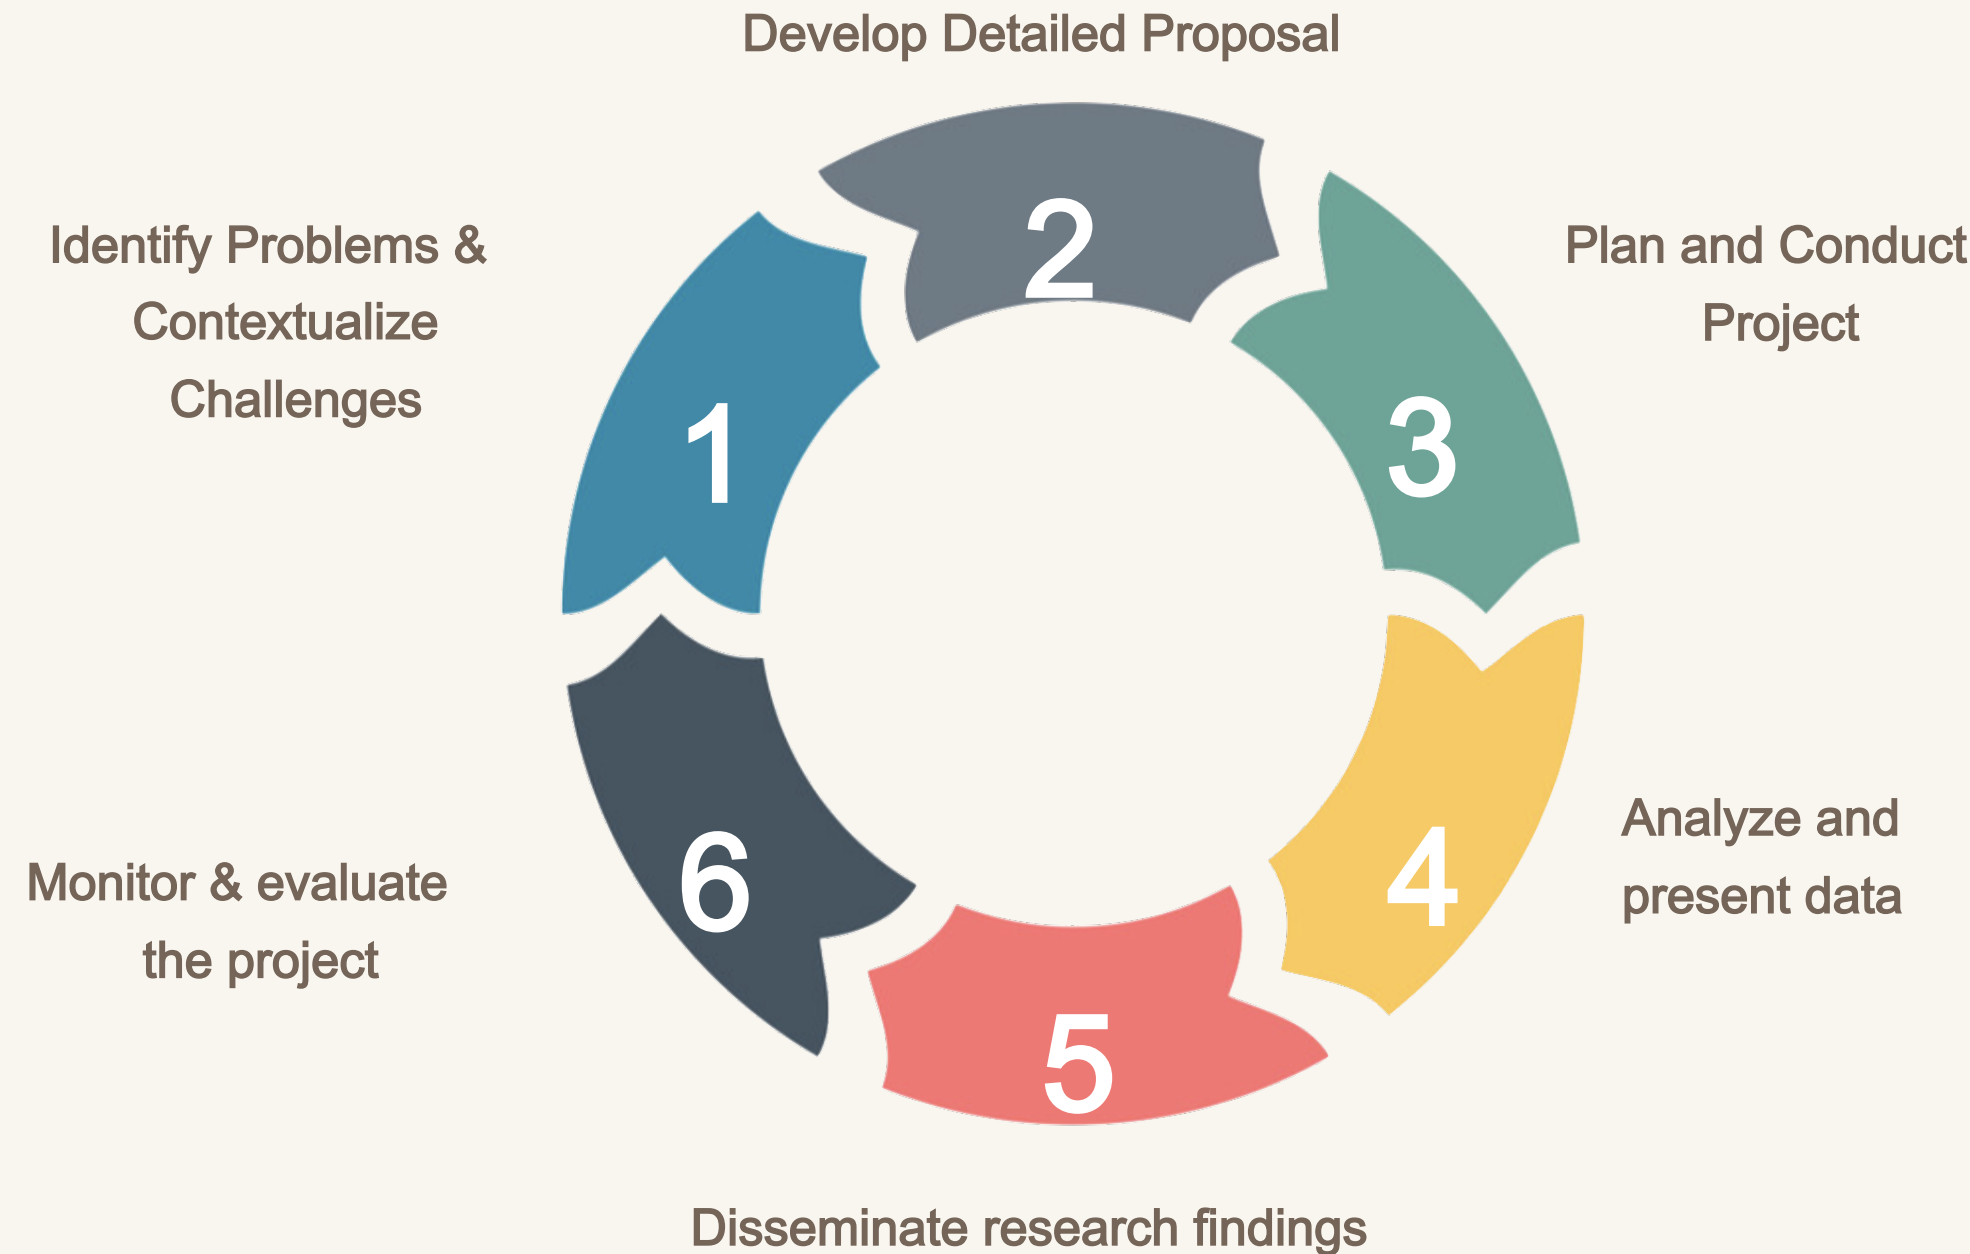 Develop Detailed Proposal
2
Identify Problems &
Contextualize
Challenges
1
Plan and Conduct
Project
3
Analyze and
present data
4
Disseminate research findings
5
Monitor & evaluate
the project
6